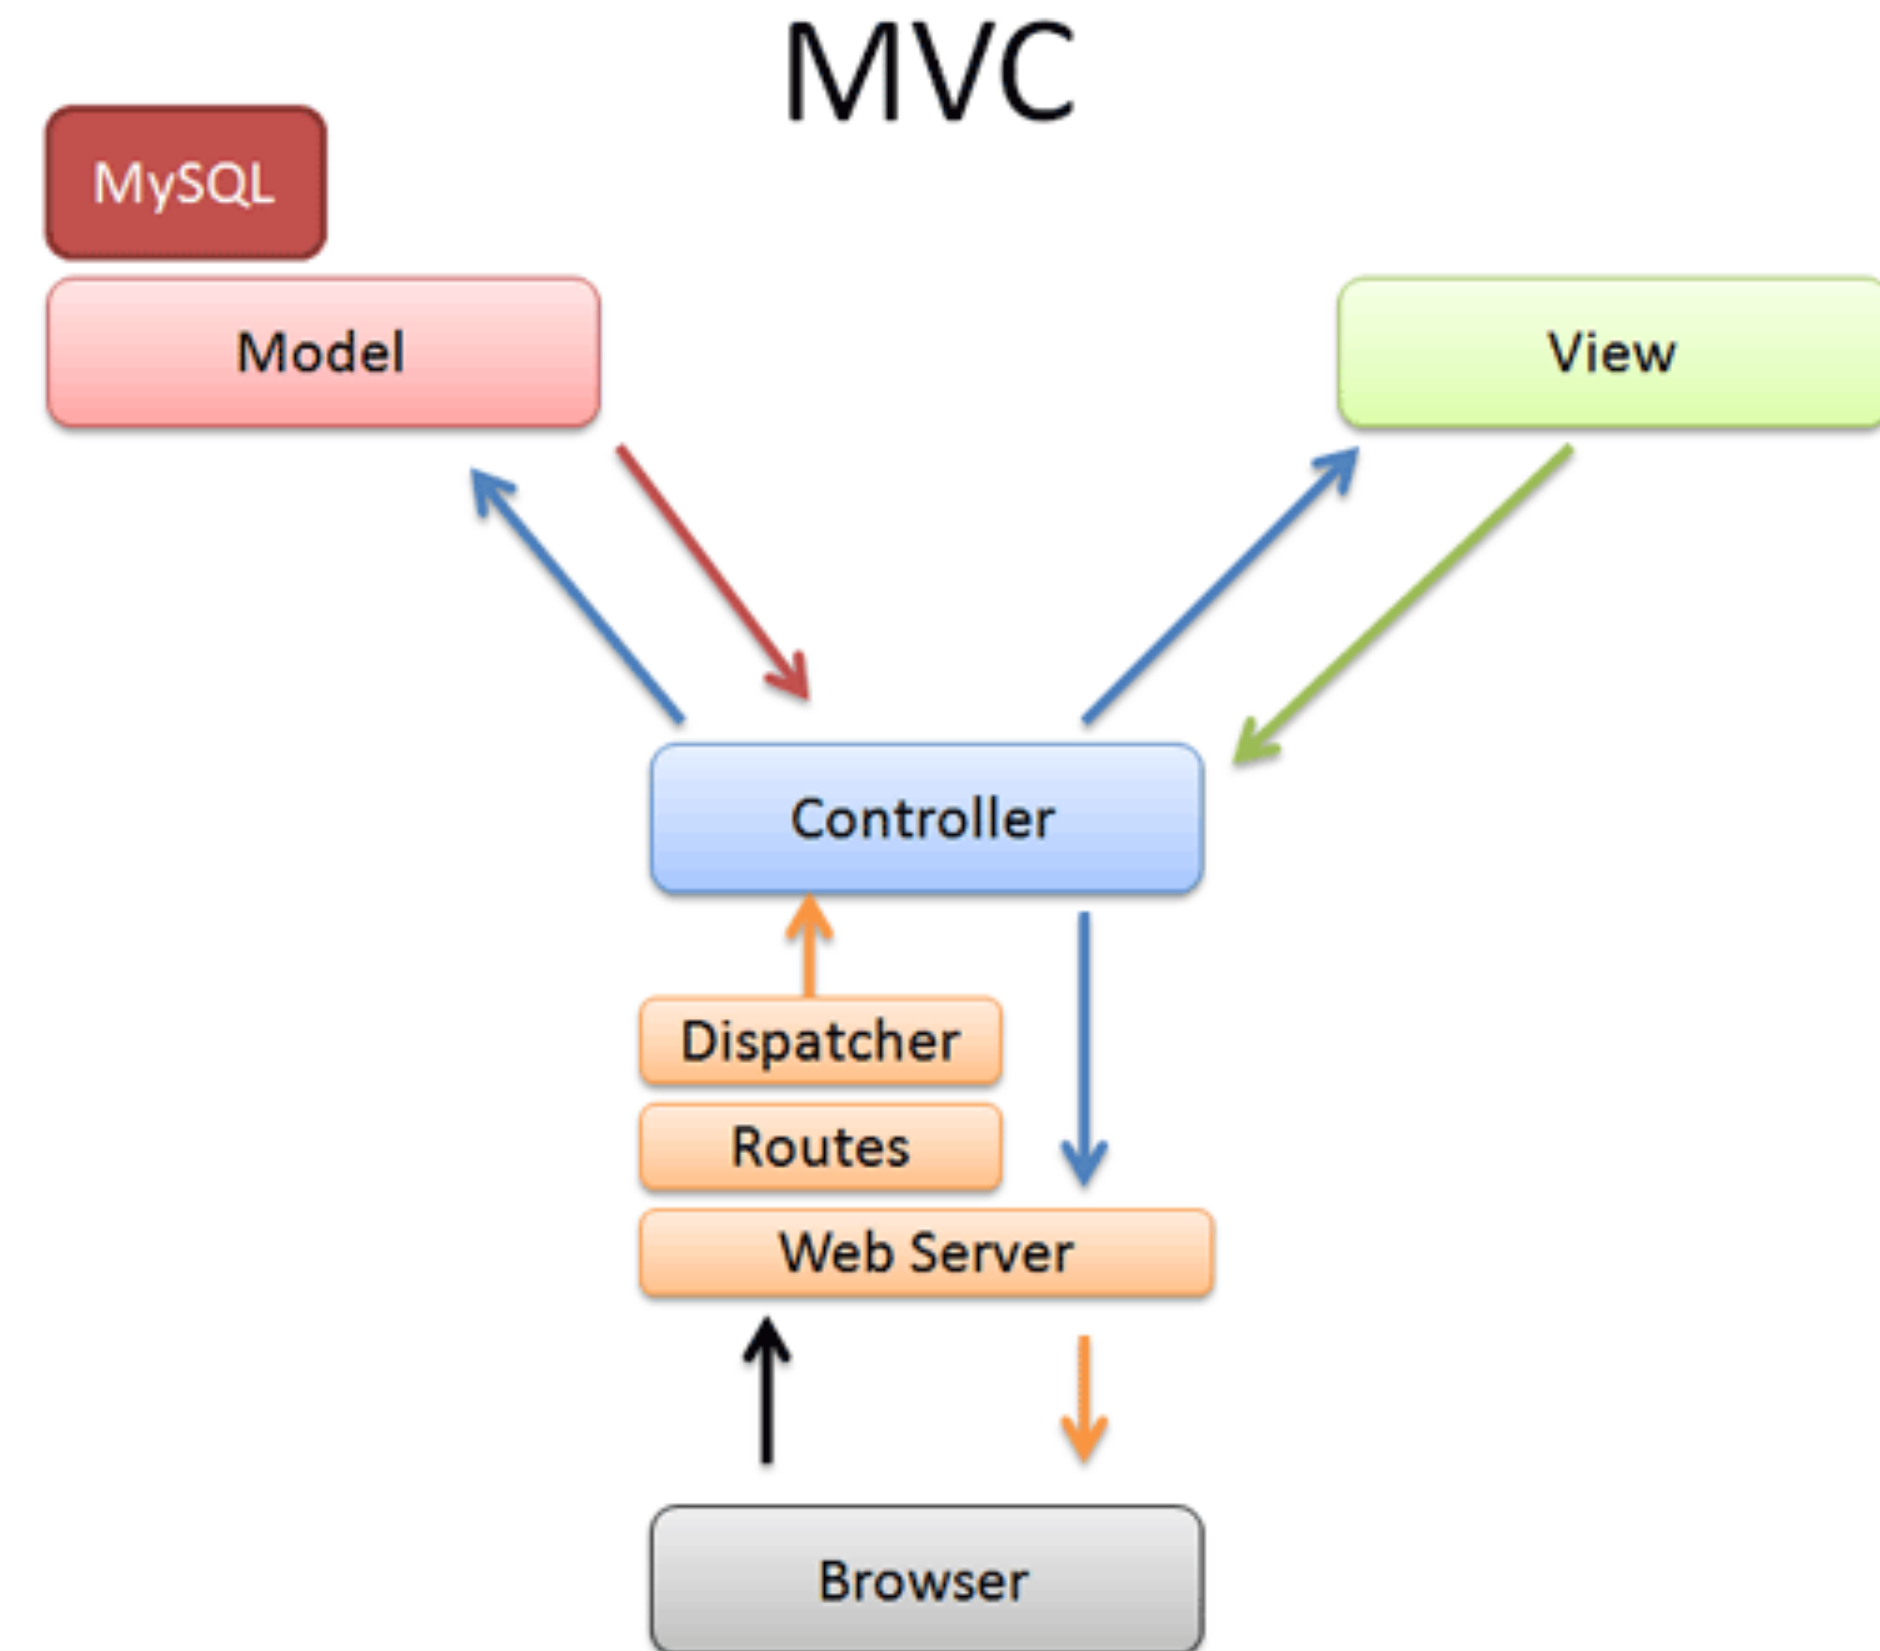 MVC
MySQL
Model
View
Controller
Dispatcher
Routes
Web Server
Browser